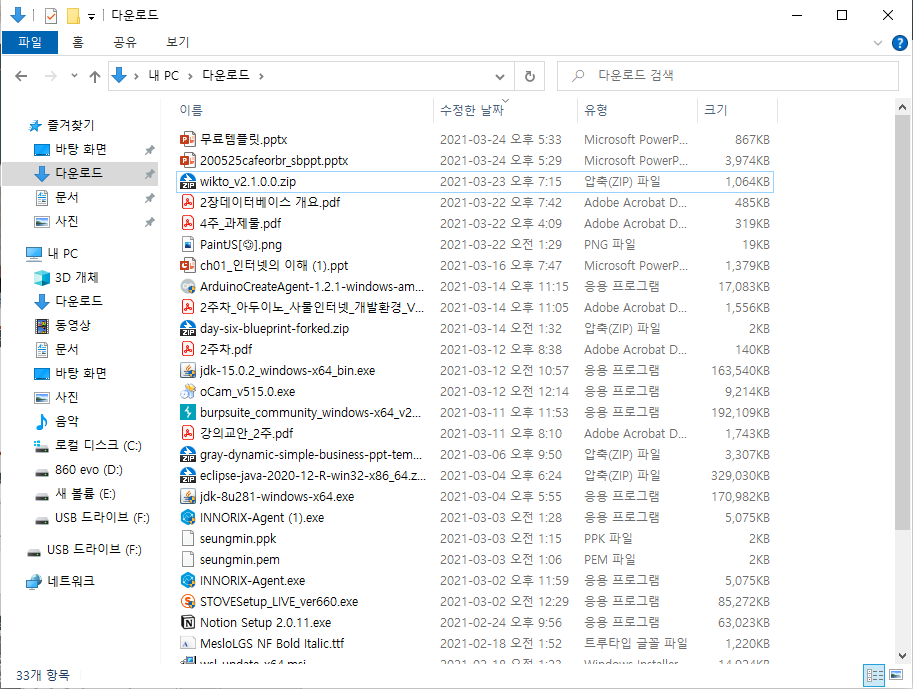 다운로드
파일 홈 공유 보기
내 PC 다운로드 다운로드 검색
즐겨찾기
바탕 화면
다운로드
문서
사진
내 PC
3D 개체
다운로드
동영상
문서
바탕 화면
사진
음악
로컬 디스크 (C:)
860 evo (D:)
새 볼륨 (E:)
USB 드라이브 (F:)
USB 드라이브 (F:)
네트워크
이름 수정한 날짜 유형 크기
무료템플릿.pptx 2021-03-24 오후 5:33 Microsoft PowerP... 867KB
200525cafeorbr_sbppt.pptx 2021-03-24 오후 5:29 Microsoft PowerP... 3,974KB
wikto_v2.1.0.0.zip 2021-03-23 오후 7:15 압축(ZIP) 파일 1,064KB
2장데이터베이스 개요.pdf 2021-03-22 오후 7:42 Adobe Acrobat D... 485KB
4주_과제물.pdf 2021-03-22 오후 4:09 Adobe Acrobat D... 319KB
PaintJS[].png 2021-03-22 오전 1:29 PNG 파일 19KB
ch01_인터넷의 이해 (1).ppt 2021-03-16 오후 7:47 Microsoft PowerP... 1,379KB
ArduinoCreateAgent-1.2.1-windows-am... 2021-03-14 오후 11:15 응용 프로그램 17,083KB
2주차_아두이노_사물인터넷_개발환경_V... 2021-03-14 오후 11:05 Adobe Acrobat D... 1,556KB
day-six-blueprint-forked.zip 2021-03-14 오전 1:32 압축(ZIP) 파일 2KB
2주차.pdf 2021-03-12 오후 8:38 Adobe Acrobat D... 140KB
jdk-15.0.2_windows-x64_bin.exe 2021-03-12 오전 10:57 응용 프로그램 163,540KB
oCam_v515.0.exe 2021-03-12 오전 12:14 응용 프로그램 9,214KB
burpsuite_community_windows-x64_v2... 2021-03-11 오후 11:53 응용 프로그램 192,109KB
강의교안_2주.pdf 2021-03-11 오후 8:10 Adobe Acrobat D... 1,743KB
gray-dynamic-simple-business-ppt-tem... 2021-03-06 오후 9:50 압축(ZIP) 파일 3,307KB
eclipse-java-2020-12-R-win32-x86_64.z... 2021-03-04 오후 6:24 압축(ZIP) 파일 329,030KB
jdk-8u281-windows-x64.exe 2021-03-04 오후 5:55 응용 프로그램 170,982KB
INNORIX-Agent (1).exe 2021-03-03 오전 1:28 응용 프로그램 5,075KB
seungmin.ppk 2021-03-03 오전 1:15 PPK 파일 2KB
seungmin.pem 2021-03-03 오전 1:06 PEM 파일 2KB
INNORIX-Agent.exe 2021-03-02 오후 11:59 응용 프로그램 5,075KB
STOVESetup_LIVE_ver660.exe 2021-03-02 오전 12:29 응용 프로그램 85,272KB
Notion Setup 2.0.11.exe 2021-02-24 오후 9:56 응용 프로그램 63,023KB
MesloLGS NF Bold Italic.ttf 2021-02-18 오전 1:52 트루타입 글꼴 파일 1,220KB
wsl_update_x64.msi 2021-02-18 오전 Windows Installer
33개 항목